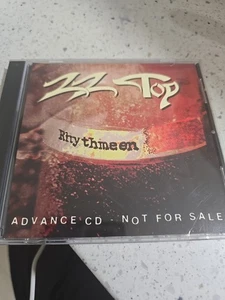 ZZ Top
Rhythmeen
ADVANCE CD - NOT FOR SALE